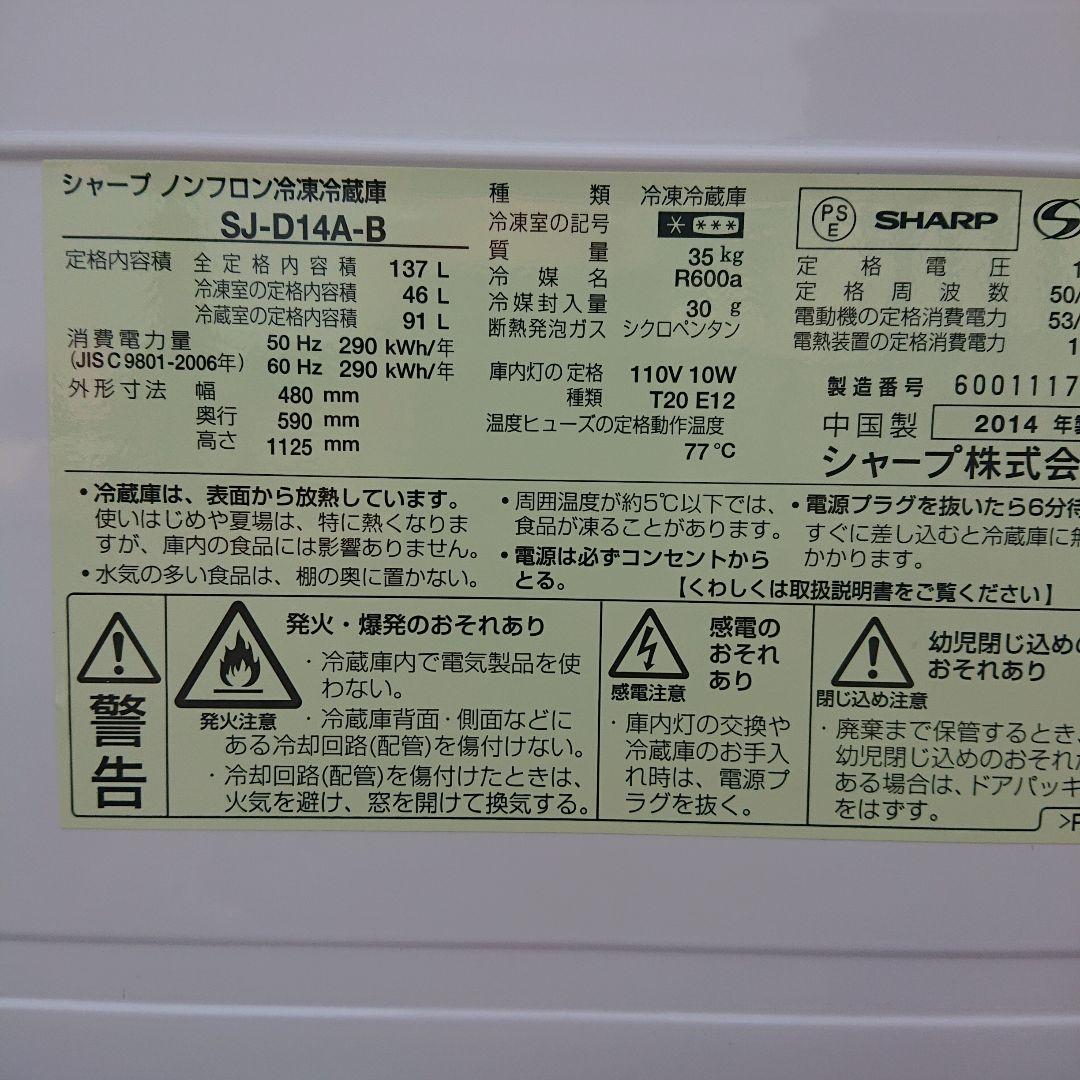 シャープ ノンフロン冷凍冷蔵庫
SJ-D14A-B
定格内容積 全定格内容積 137 L
冷凍室の定格内容積 46 L
冷蔵室の定格内容積 91 L
消費電力量 50 Hz 290 kWh/年
(JIS C 9801-2006年) 60 Hz 290 kWh/年
外形寸法 幅 480 mm
奥行 590 mm
高さ 1125 mm
種類 冷凍冷蔵庫
冷凍室の記号 * ***
質量 35 kg
冷媒名 R600a
冷媒封入量 30 g
断熱発泡ガス シクロペンタン
庫内灯の定格 110V 10W
種類 T20 E12
温度ヒューズの定格動作温度
77 ℃
PS
E
SHARP
定格電圧 1
定格周波数 50/
電動機の定格消費電力 53/
電熱装置の定格消費電力 1
製造番号 6001117
中国製 2014 年製
シャープ株式会
・冷蔵庫は、表面から放熱しています。
使いはじめや夏場は、特に熱くなりま
すが、庫内の食品には影響ありません。
・水気の多い食品は、棚の奥に置かない。
・周囲温度が約5℃以下では、
食品が凍ることがあります。
・電源は必ずコンセントから
とる。
・電源プラグを抜いたら6分待
すぐに差し込むと冷蔵庫に無
かかります。
【くわしくは取扱説明書をご覧ください】
警告
発火注意
発火・爆発のおそれあり
・冷蔵庫内で電気製品を使
わない。
・冷蔵庫背面・側面などに
ある冷却回路(配管)を傷付けない。
・冷却回路(配管)を傷付けたときは、
火気を避け、窓を開けて換気する。
感電注意
感電の
おそれ
あり
・庫内灯の交換や
冷蔵庫のお手入
れ時は、電源プ
ラグを抜く。
閉じ込め注意
幼児閉じ込めの
おそれあり
・廃棄まで保管するとき、
幼児閉じ込めのおそれが
ある場合は、ドアパッキ
をはずす。
>P